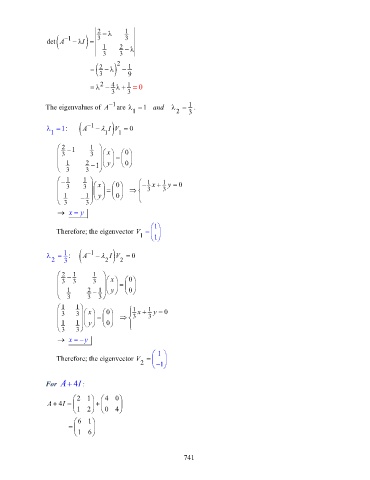 det(A⁻¹ − λI) = | 2/3 − λ   1/3 ; 1/3   2/3 − λ |
= (2/3 − λ)² − 1/9
= λ² − 4/3 λ + 1/3 = 0
The eigenvalues of A⁻¹ are λ₁ = 1 and λ₂ = 1/3 .
λ₁ = 1: (A⁻¹ − λ₁I)V₁ = 0
( 2/3 − 1   1/3 ; 1/3   2/3 − 1 ) ( x ; y ) = ( 0 ; 0 )
( −1/3   1/3 ; 1/3   −1/3 ) ( x ; y ) = ( 0 ; 0 ) ⇒ { −1/3 x + 1/3 y = 0
→ x = y
Therefore; the eigenvector V₁ = ( 1 ; 1 )
λ₂ = 1/3: (A⁻¹ − λ₂I)V₂ = 0
( 2/3 − 1/3   1/3 ; 1/3   2/3 − 1/3 ) ( x ; y ) = ( 0 ; 0 )
( 1/3   1/3 ; 1/3   1/3 ) ( x ; y ) = ( 0 ; 0 ) ⇒ { 1/3 x + 1/3 y = 0
→ x = −y
Therefore; the eigenvector V₂ = ( 1 ; −1 )
For A + 4I :
A + 4I = ( 2 1 ; 1 2 ) + ( 4 0 ; 0 4 )
= ( 6 1 ; 1 6 )
741